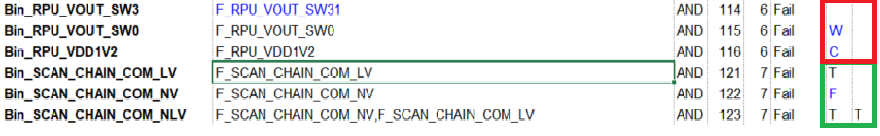 Bin_RPU_VOUT_SW3 F_RPU_VOUT_SW31 AND 114 6 Fail
Bin_RPU_VOUT_SW0 F_RPU_VOUT_SW0 AND 115 6 Fail W
Bin_RPU_VDD1V2 F_RPU_VDD1V2 AND 116 6 Fail C
Bin_SCAN_CHAIN_COM_LV F_SCAN_CHAIN_COM_LV AND 121 7 Fail T
Bin_SCAN_CHAIN_COM_NV F_SCAN_CHAIN_COM_NV AND 122 7 Fail F
Bin_SCAN_CHAIN_COM_NLV F_SCAN_CHAIN_COM_NV,F_SCAN_CHAIN_COM_LV AND 123 7 Fail T T